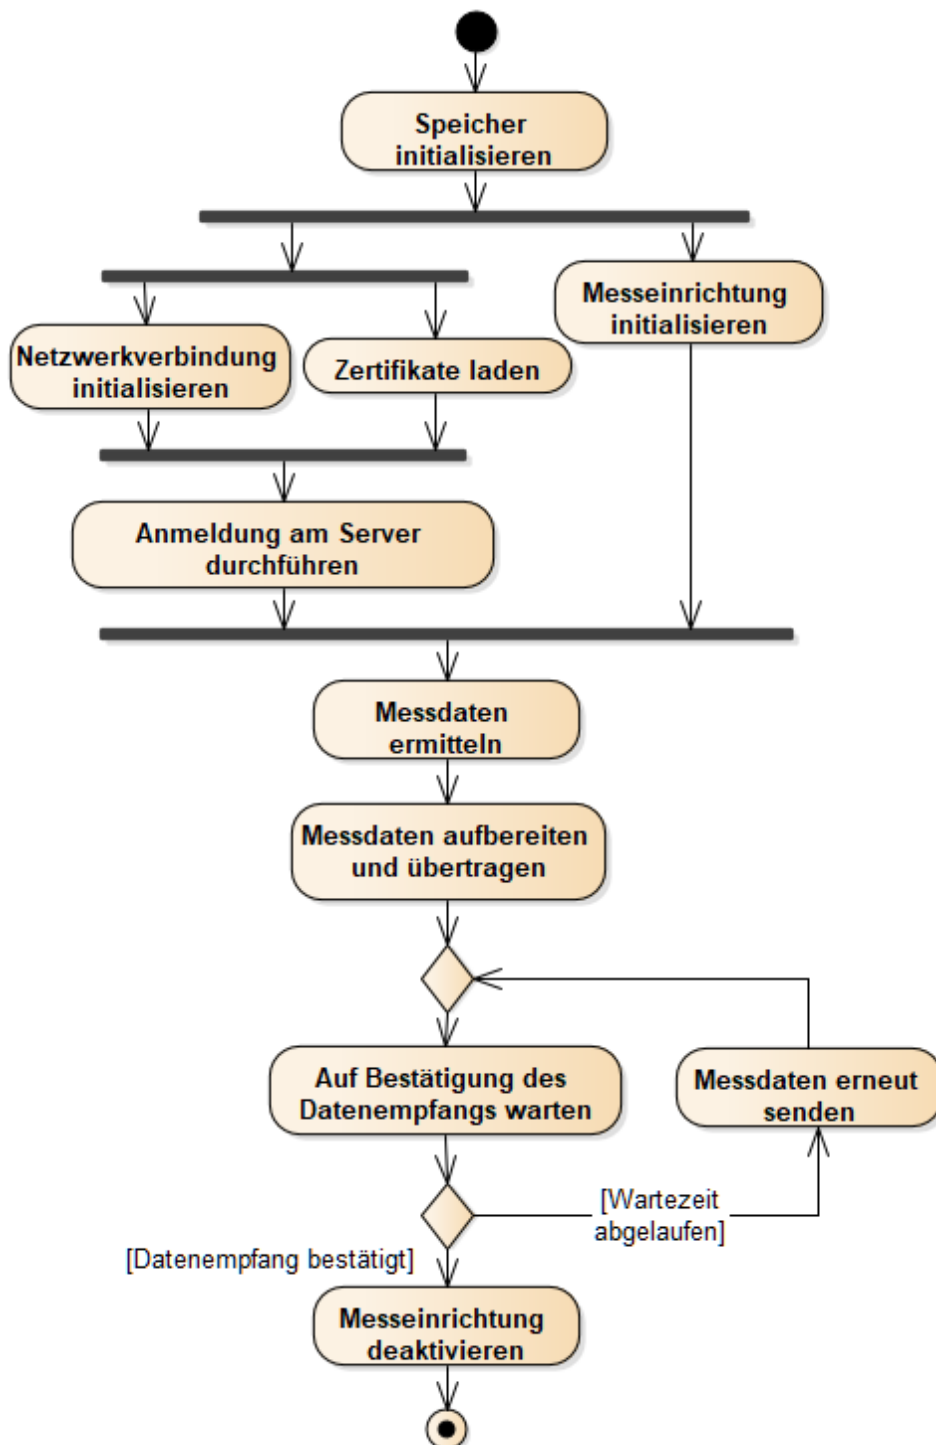 Speicher
initialisieren
Messeinrichtung
initialisieren
Netzwerkverbindung
initialisieren
Zertifikate laden
Anmeldung am Server
durchführen
Messdaten
ermitteln
Messdaten aufbereiten
und übertragen
Auf Bestätigung des
Datenempfangs warten
Messdaten erneut
senden
[Wartezeit
abgelaufen]
[Datenempfang bestätigt]
Messeinrichtung
deaktivieren